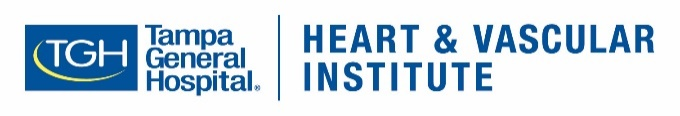 TGH
Tampa
General
Hospital®
HEART & VASCULAR
INSTITUTE